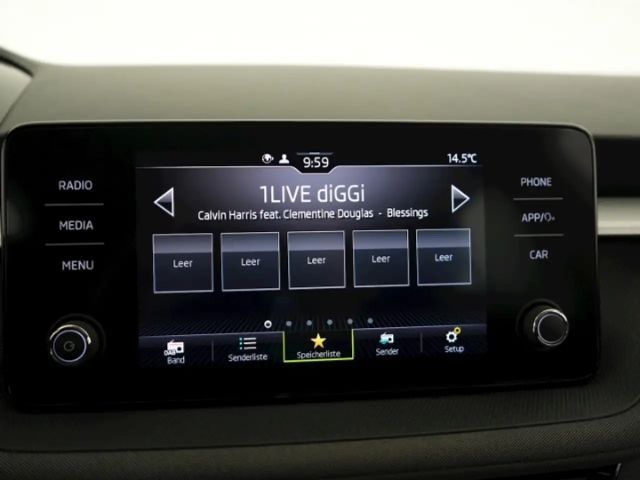 9:59
14.5°C
RADIO
MEDIA
MENU
1LIVE diGGi
Calvin Harris feat. Clementine Douglas - Blessings
Leer Leer Leer Leer Leer
DAB
Band Senderliste Speicherliste Sender Setup
PHONE
APP/
CAR